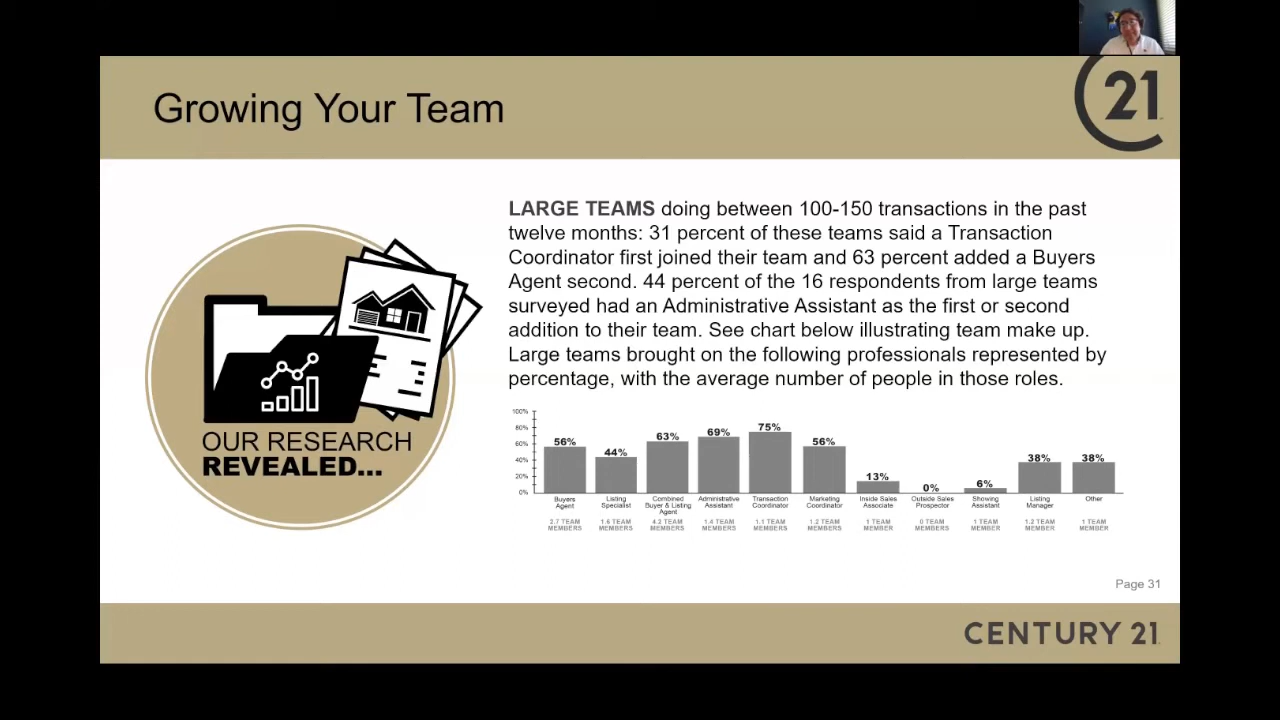 Growing Your Team
21
LARGE TEAMS doing between 100-150 transactions in the past
twelve months: 31 percent of these teams said a Transaction
Coordinator first joined their team and 63 percent added a Buyers
Agent second. 44 percent of the 16 respondents from large teams
surveyed had an Administrative Assistant as the first or second
addition to their team. See chart below illustrating team make up.
Large teams brought on the following professionals represented by
percentage, with the average number of people in those roles.
OUR RESEARCH
REVEALED...
100%
80%
60%
40%
20%
0%
56%
44%
63%
69%
75%
56%
13%
0%
6%
38%
38%
Buyers
Agent
Listing
Specialist
Combined
Buyer & Listing
Agent
Administrative
Assistant
Transaction
Coordinator
Marketing
Coordinator
Inside Sales
Associate
Outside Sales
Prospector
Showing
Assistant
Listing
Manager
Other
2.7 TEAM
MEMBERS
1.6 TEAM
MEMBERS
4.2 TEAM
MEMBERS
1.4 TEAM
MEMBERS
1.1 TEAM
MEMBERS
1.2 TEAM
MEMBERS
1 TEAM
MEMBER
0 TEAM
MEMBERS
1 TEAM
MEMBER
1.2 TEAM
MEMBER
1 TEAM
MEMBER
Page 31
CENTURY 21